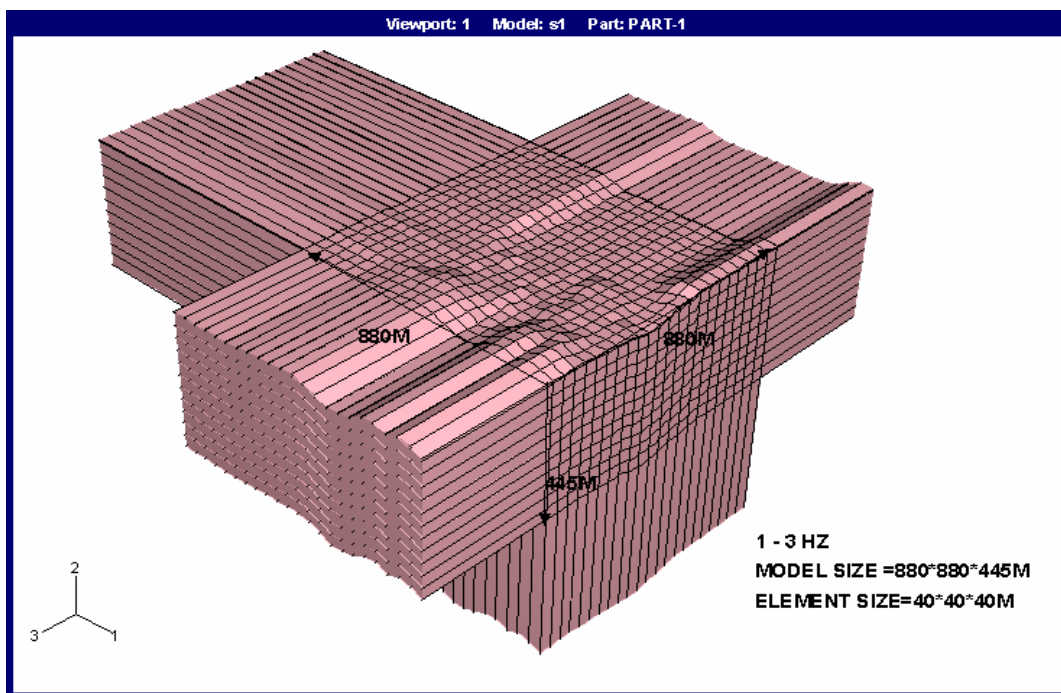 Viewport: 1 Model: s1 Part: PART-1
880M
880M
445M
1 - 3 HZ
MODEL SIZE =880*880*445M
ELEMENT SIZE=40*40*40M
2
3
1